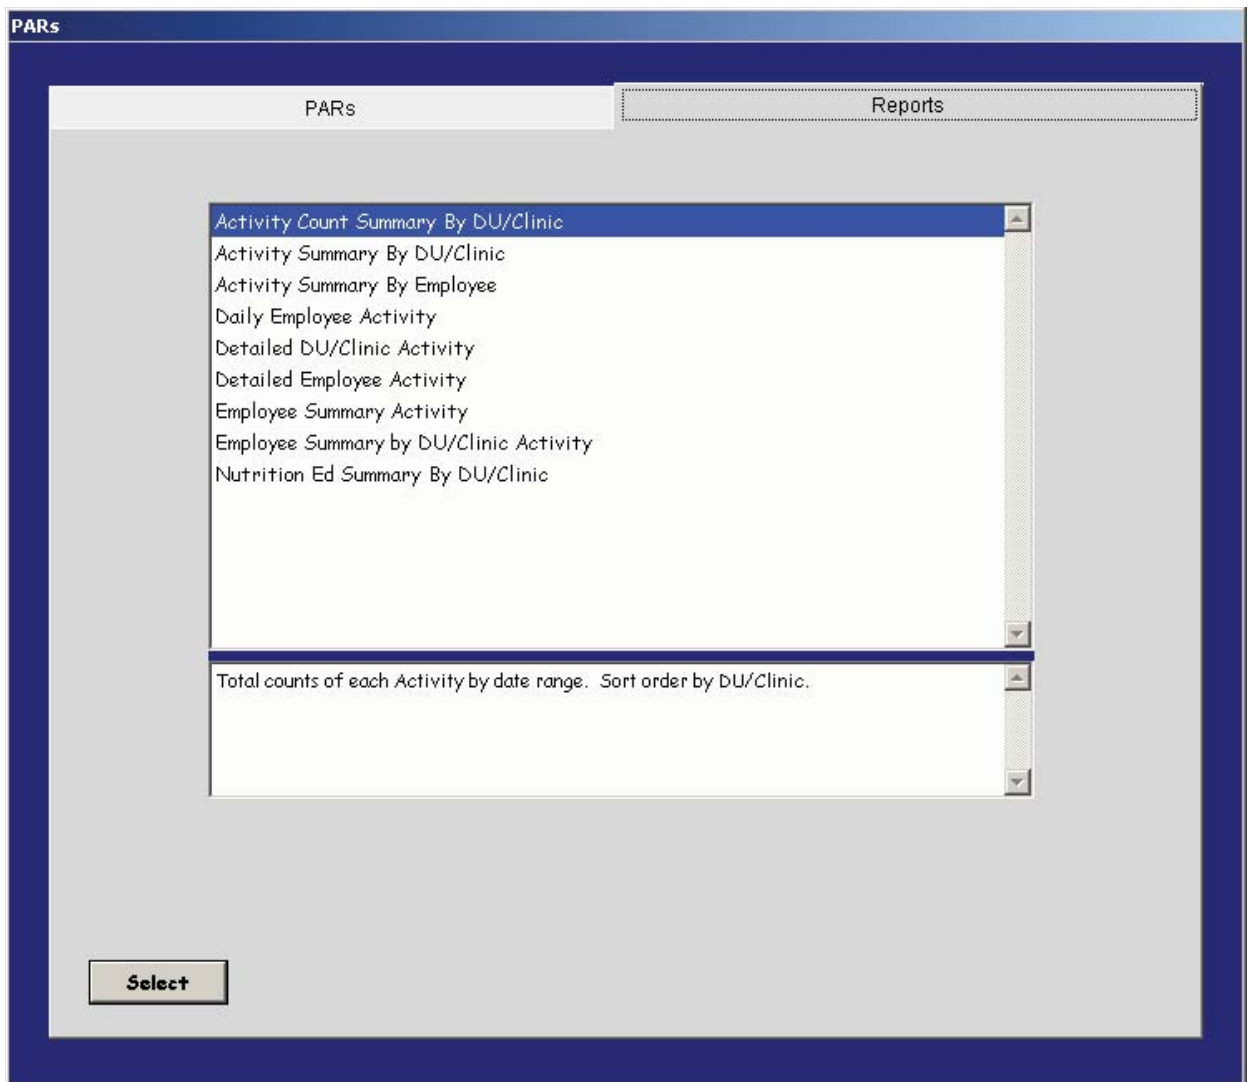 PARs
PARs
Reports
Activity Count Summary By DU/Clinic
Activity Summary By DU/Clinic
Activity Summary By Employee
Daily Employee Activity
Detailed DU/Clinic Activity
Detailed Employee Activity
Employee Summary Activity
Employee Summary by DU/Clinic Activity
Nutrition Ed Summary By DU/Clinic
Total counts of each Activity by date range.  Sort order by DU/Clinic.
Select